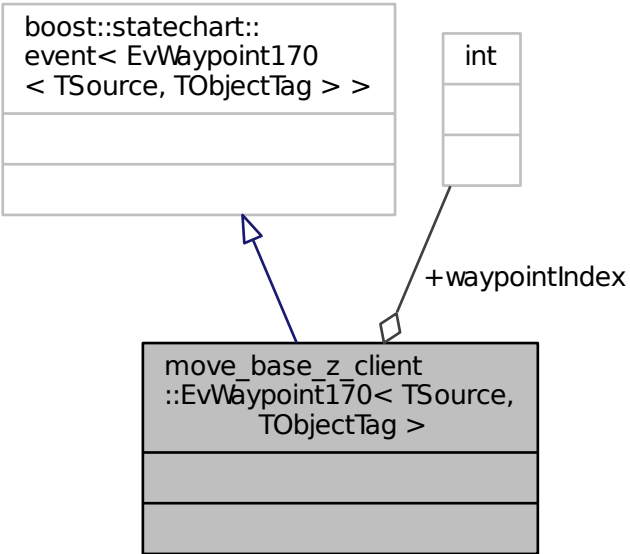 boost::statechart::
event< EvWaypoint170
< TSource, TObjectTag > >
int
+waypointIndex
move_base_z_client
::EvWaypoint170< TSource,
TObjectTag >